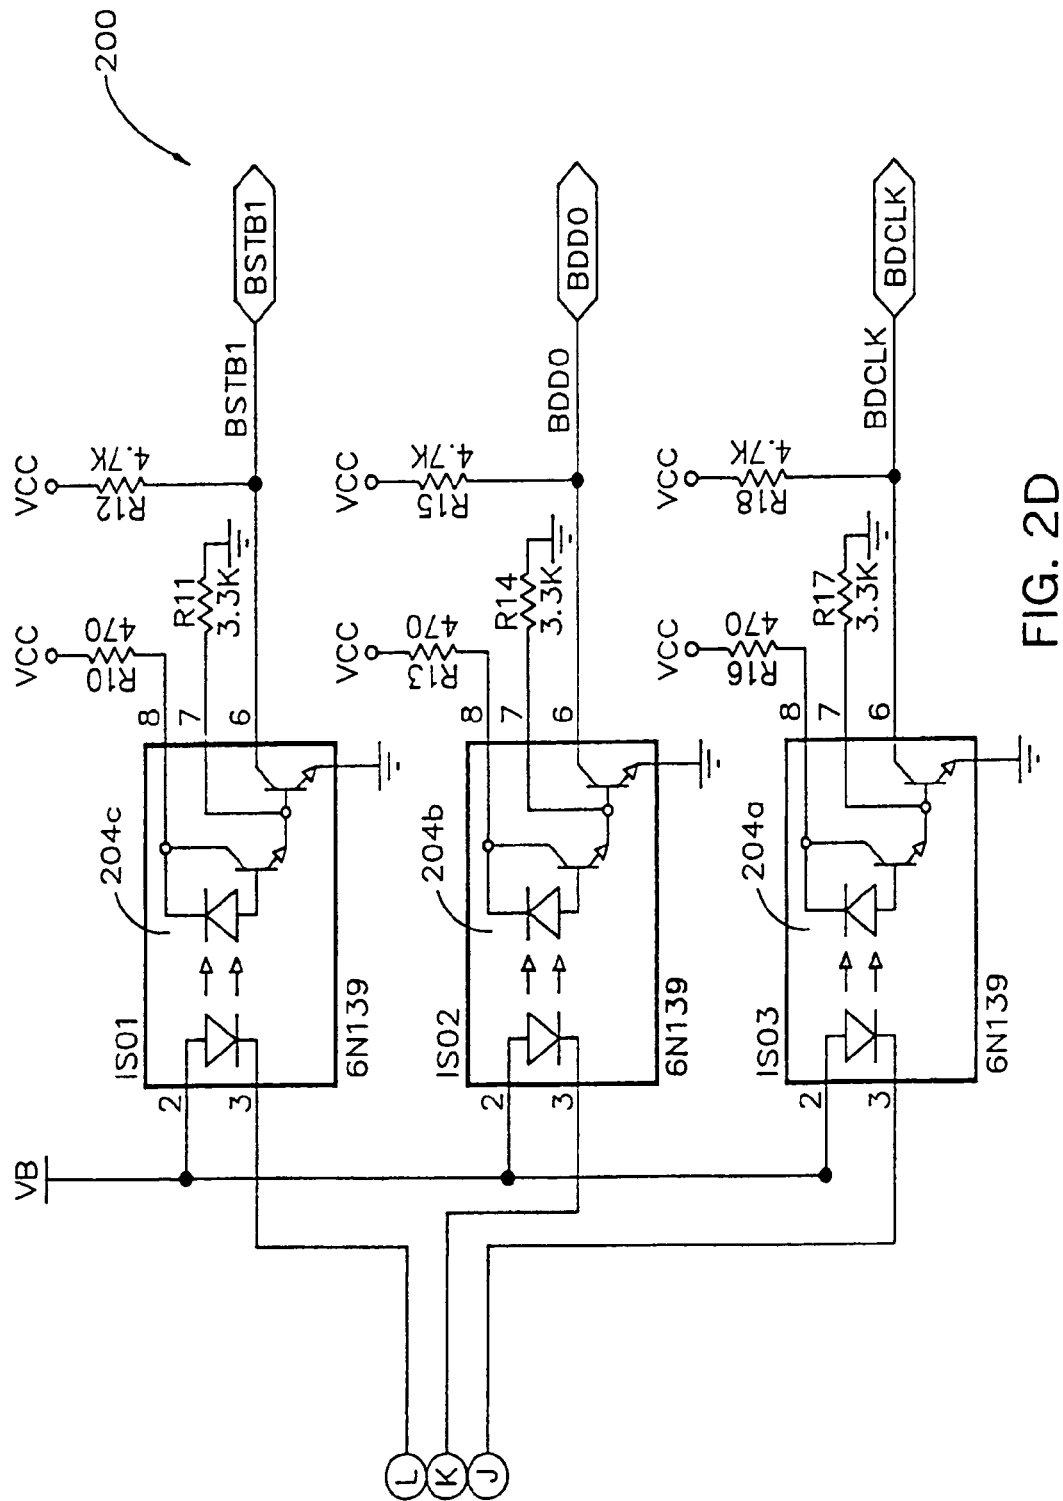 200
VB
VCC
470
R10
VCC
4.7K
R12
8
R11
3.3K
7
204c
BSTB1
BSTB1
IS01
2
3
6
6N139
VCC
470
R13
VCC
4.7K
R15
8
R14
3.3K
7
204b
BDD0
BDD0
IS02
2
3
6
6N139
VCC
470
R16
VCC
4.7K
R18
8
R17
3.3K
7
204a
BDCLK
BDCLK
IS03
2
3
6
6N139
L
K
J
FIG. 2D